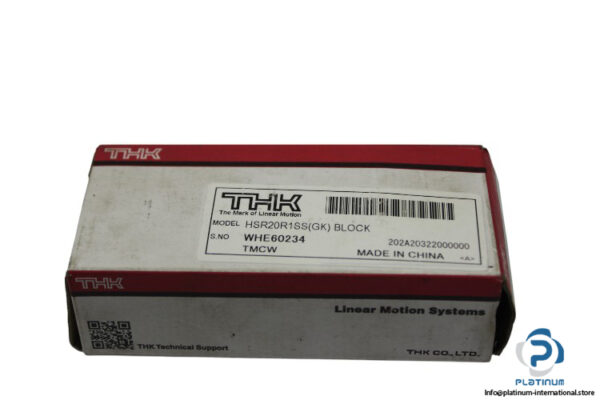 THK
THK
The Mark of Linear Motion
MODEL HSR20R1SS(GK) BLOCK
S.NO WHE60234
202A20322000000
TMCW
MADE IN CHINA
<A>
THK
Linear Motion Systems
THK Technical Support
THK CO., LTD.
PLATINUM
info@platinum-international.store